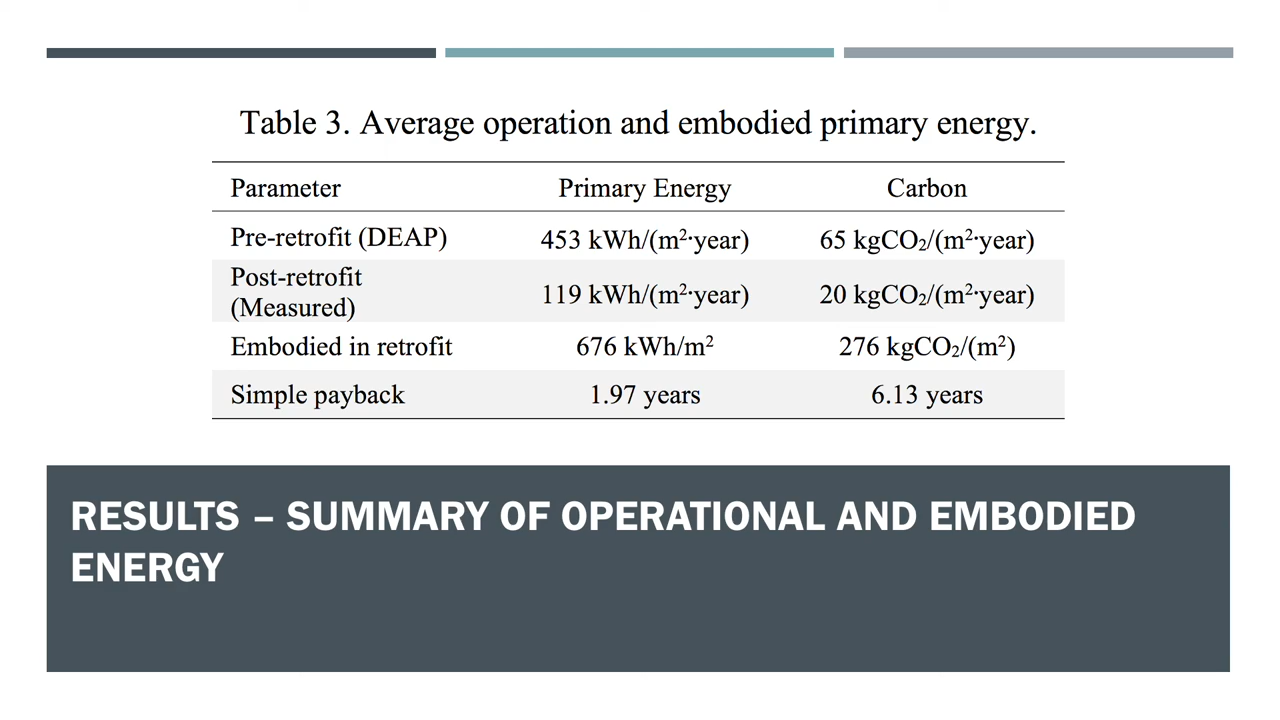 Table 3. Average operation and embodied primary energy.
Parameter Primary Energy Carbon
Pre-retrofit (DEAP) 453 kWh/(m²·year) 65 kgCO₂/(m²·year)
Post-retrofit
(Measured) 119 kWh/(m²·year) 20 kgCO₂/(m²·year)
Embodied in retrofit 676 kWh/m² 276 kgCO₂/(m²)
Simple payback 1.97 years 6.13 years
RESULTS – SUMMARY OF OPERATIONAL AND EMBODIED
ENERGY